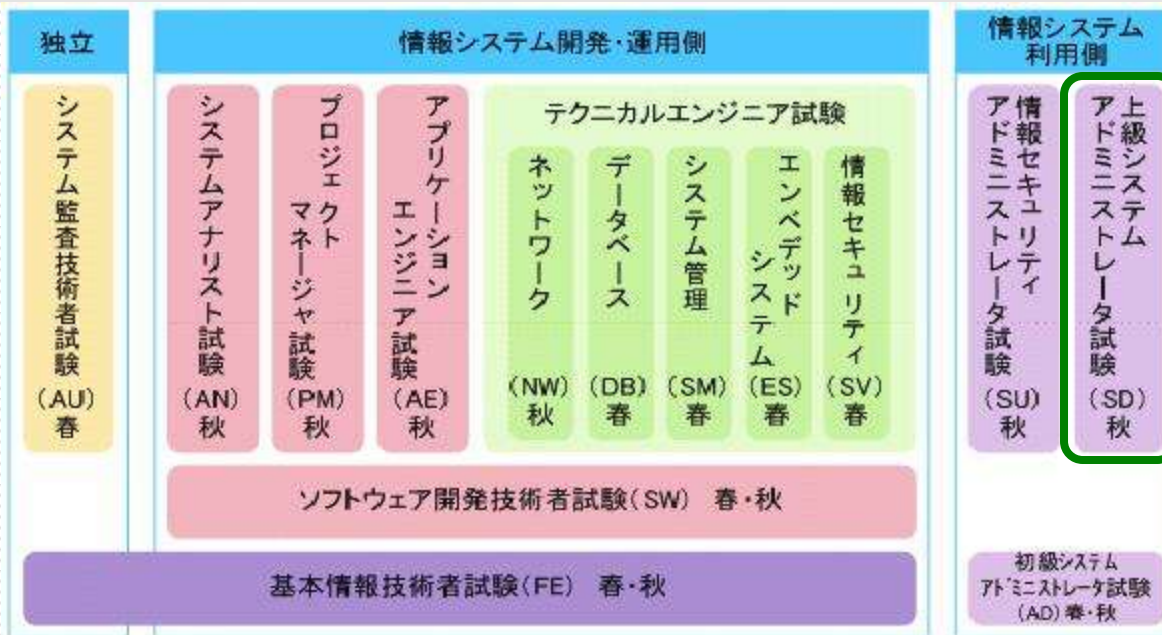 独立
情報システム開発・運用側
情報システム
利用側
システム監査技術者試験
(AU)
春
システムアナリスト試験
(AN)
秋
プロジェクト
マネージャ試験
(PM)
秋
アプリケーション
エンジニア試験
(AE)
秋
テクニカルエンジニア試験
ネットワーク
(NW)
秋
データベース
(DB)
春
システム管理
(SM)
春
エンベデッド
システム
(ES)
春
情報セキュリティ
(SV)
春
情報セキュリティ
アドミニストレータ試験
(SU)
秋
上級システム
アドミニストレータ試験
(SD)
秋
ソフトウェア開発技術者試験(SW) 春・秋
基本情報技術者試験(FE) 春・秋
初級システム
アドミニストレータ試験
(AD)春・秋